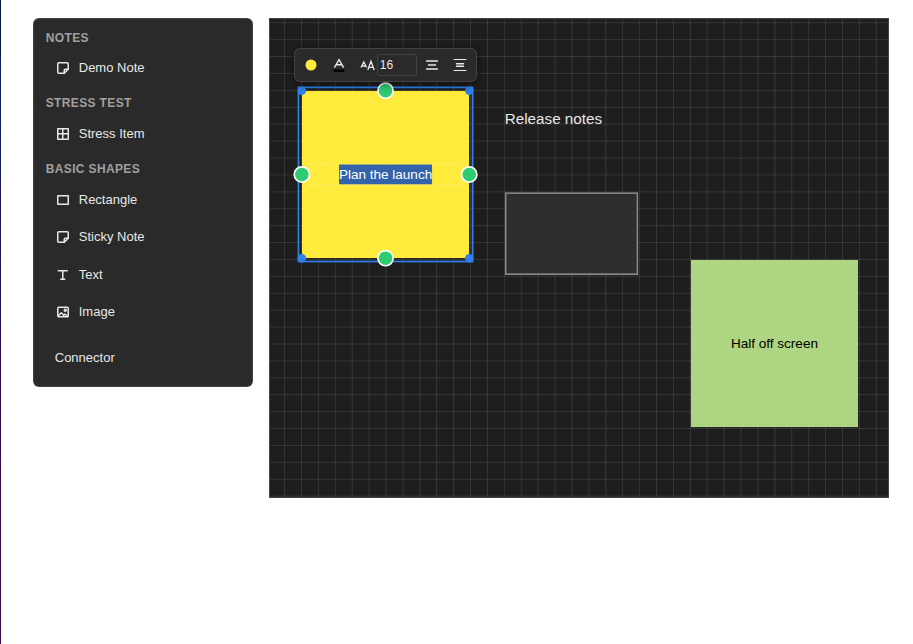 NOTES
Demo Note
STRESS TEST
Stress Item
BASIC SHAPES
Rectangle
Sticky Note
Text
Image
Connector
16
Plan the launch
Release notes
Half off screen